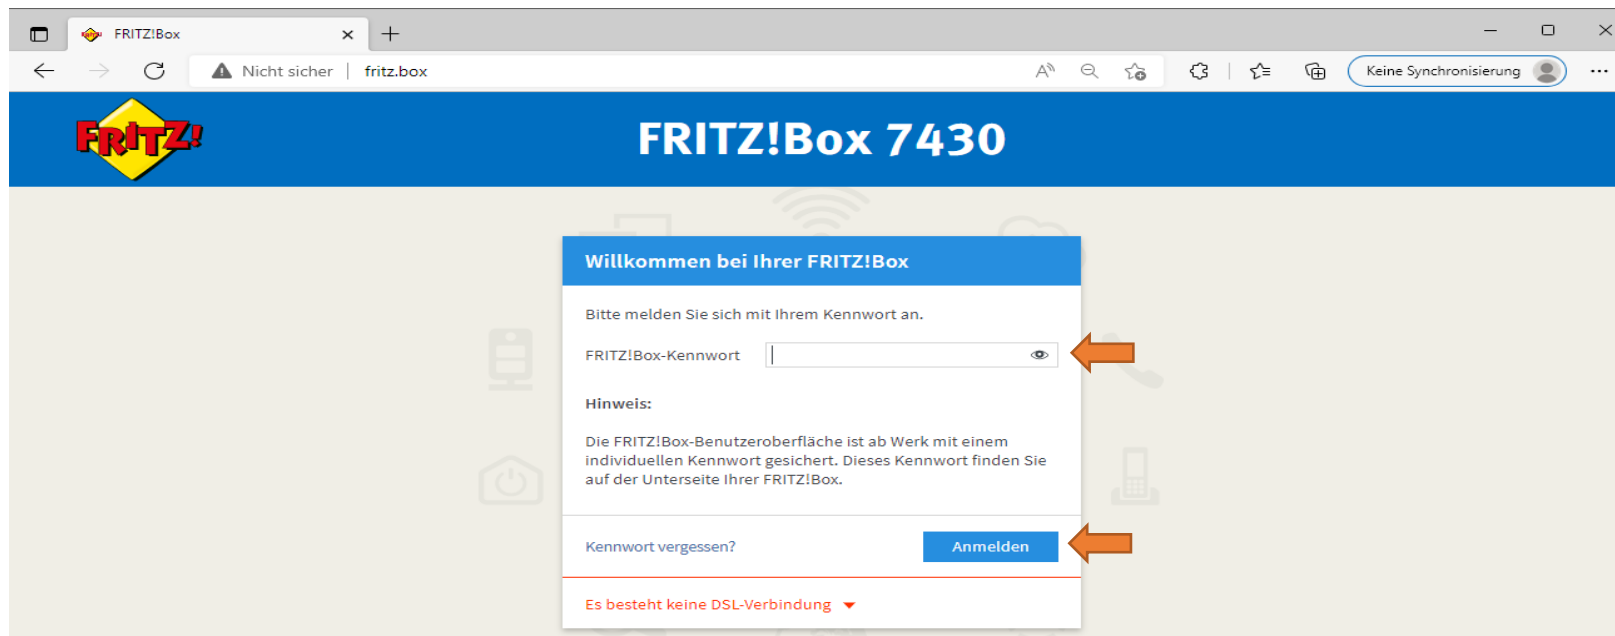 FRITZ!Box
Nicht sicher | fritz.box
Keine Synchronisierung
FRITZ!
FRITZ!Box 7430
Willkommen bei Ihrer FRITZ!Box
Bitte melden Sie sich mit Ihrem Kennwort an.
FRITZ!Box-Kennwort
Hinweis:
Die FRITZ!Box-Benutzeroberfläche ist ab Werk mit einem
individuellen Kennwort gesichert. Dieses Kennwort finden Sie
auf der Unterseite Ihrer FRITZ!Box.
Kennwort vergessen?
Anmelden
Es besteht keine DSL-Verbindung